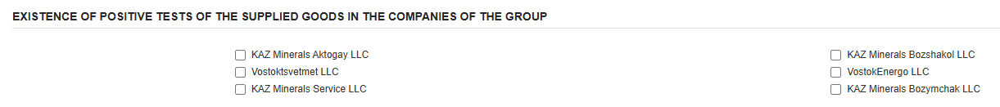 EXISTENCE OF POSITIVE TESTS OF THE SUPPLIED GOODS IN THE COMPANIES OF THE GROUP
KAZ Minerals Aktogay LLC
KAZ Minerals Bozshakol LLC
Vostoktsvetmet LLC
VostokEnergo LLC
KAZ Minerals Service LLC
KAZ Minerals Bozymchak LLC